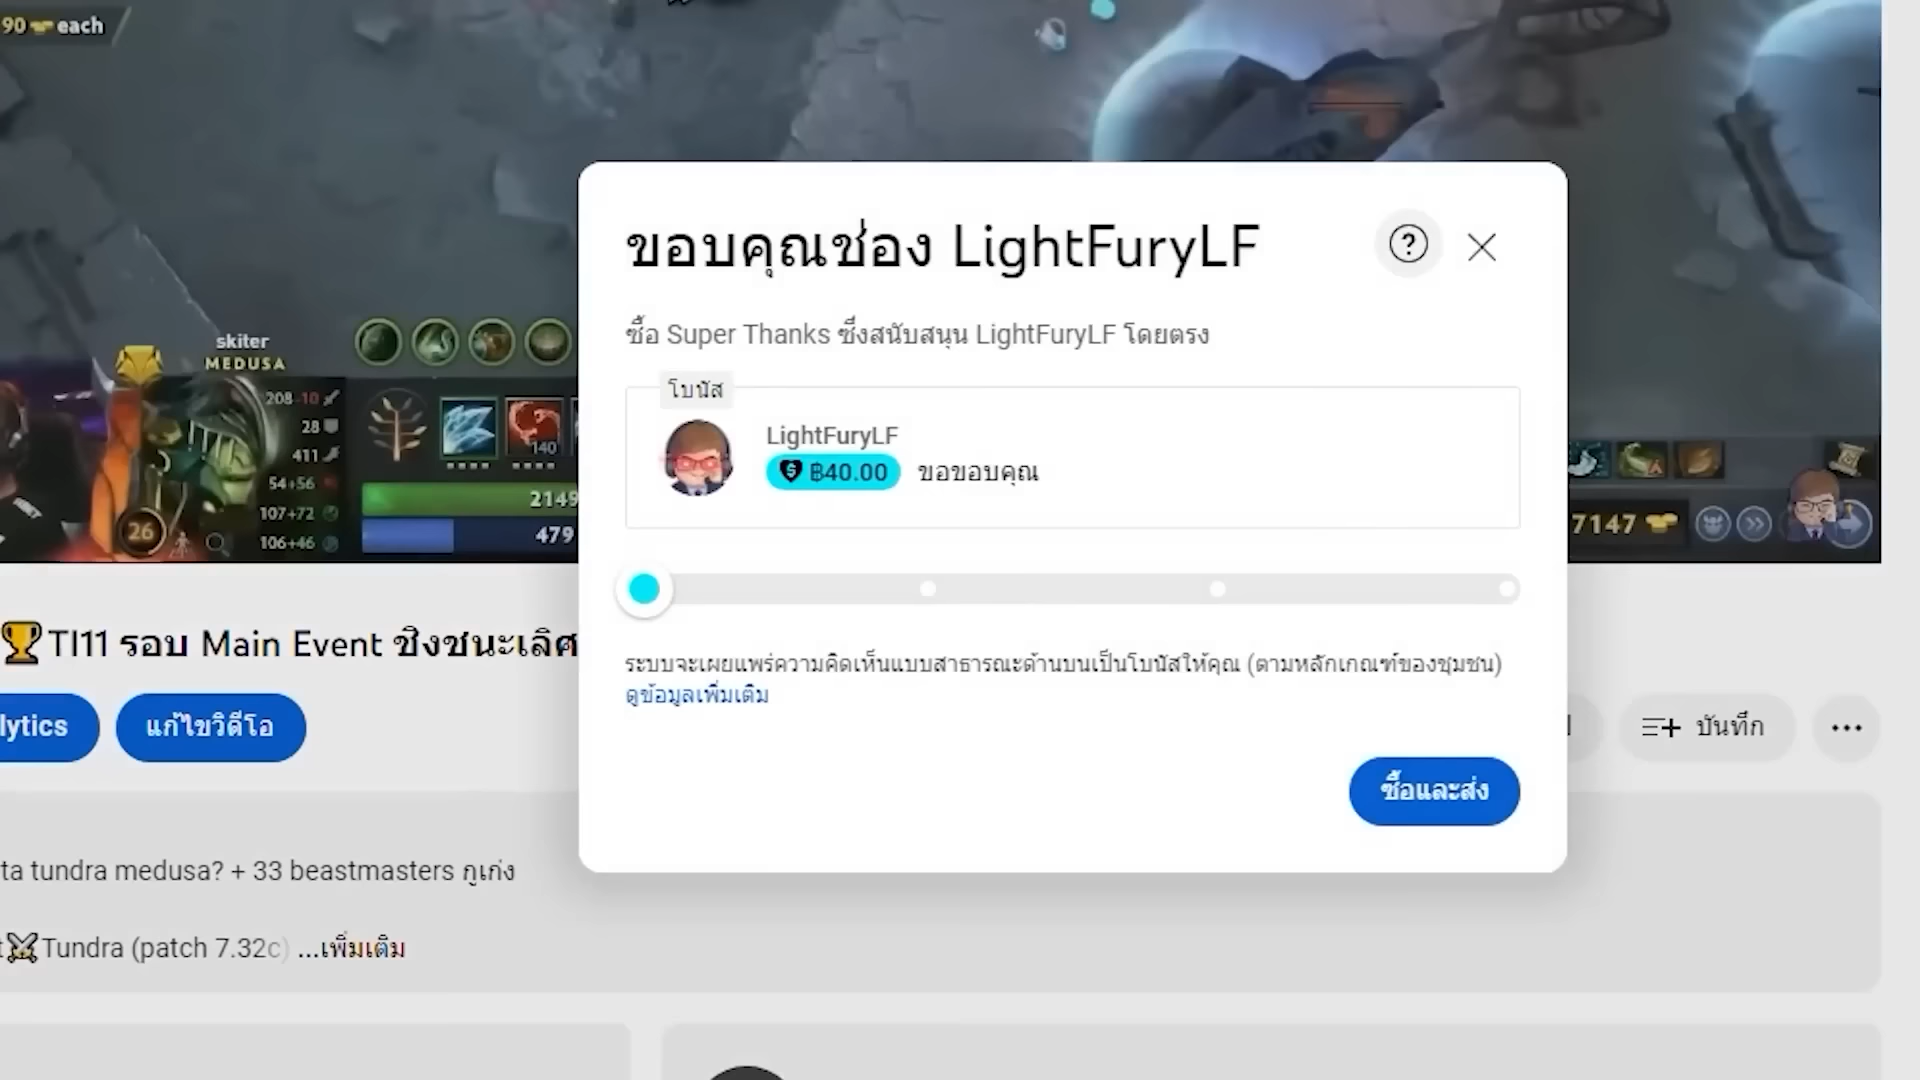 90 each
ขอบคุณช่อง LightFuryLF
ซื้อ Super Thanks ซึ่งสนับสนุน LightFuryLF โดยตรง
โบนัส
LightFuryLF
฿40.00 ขอขอบคุณ
ระบบจะเผยแพร่ความคิดเห็นแบบสาธารณะด้านบนเป็นโบนัสให้คุณ (ตามหลักเกณฑ์ของชุมชน)
ดูข้อมูลเพิ่มเติม
ซื้อและส่ง
skiter
MEDUSA
208-10
28
411
54+56
107+72
106+46
26
140
2149
479
7147
TI11 รอบ Main Event ชิงชนะเลิศ
lytics
แก้ไขวิดีโอ
บันทึก
ta tundra medusa? + 33 beastmasters กูเก่ง
Tundra (patch 7.32c) ...เพิ่มเติม